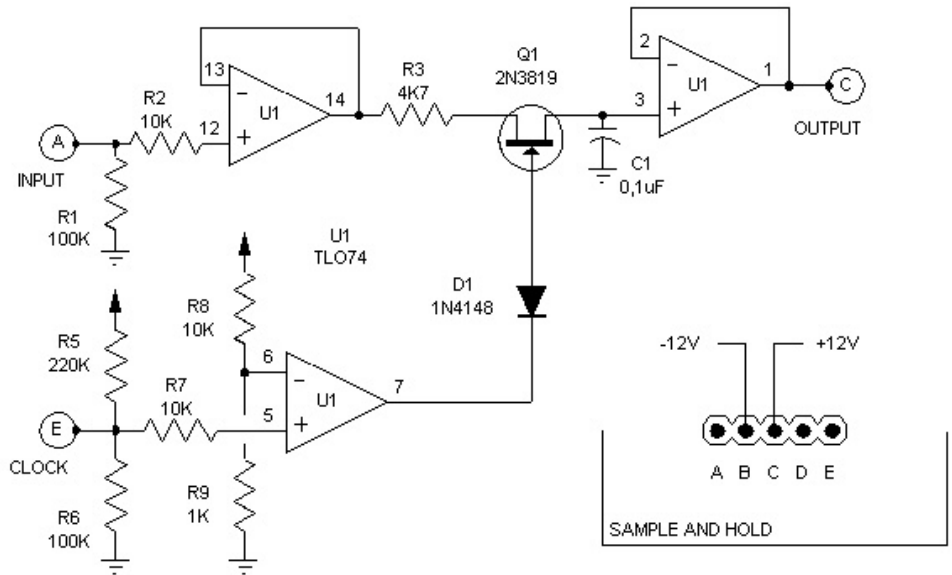 Q1
2N3819
R3
4K7
13
−
U1
14
12
+
R2
10K
A
INPUT
R1
100K
2
−
U1
1
3
+
C
OUTPUT
C1
0,1uF
U1
TLO74
D1
1N4148
R8
10K
R5
220K
R7
10K
6
−
U1
7
5
+
E
CLOCK
R6
100K
R9
1K
-12V
+12V
A B C D E
SAMPLE AND HOLD